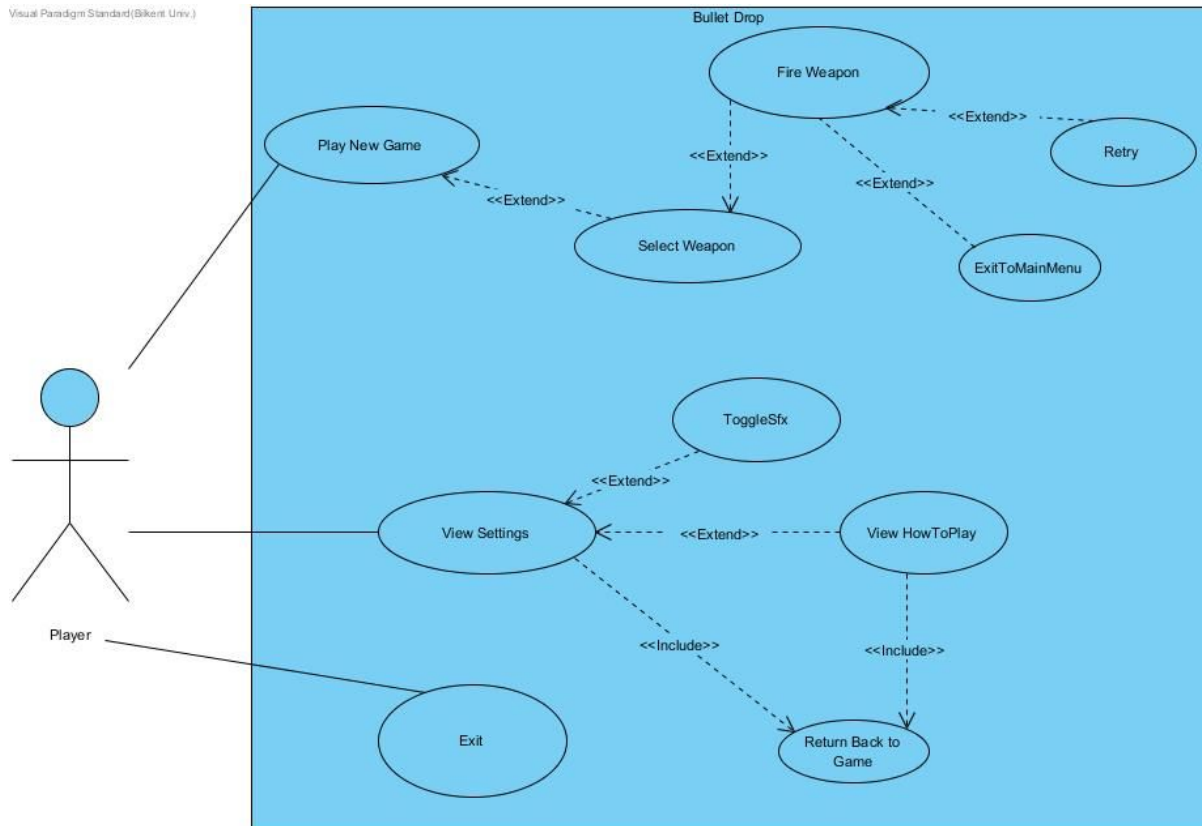 Visual Paradigm Standard(Bilkent Univ.)
Bullet Drop
Fire Weapon
<<Extend>>
Retry
Play New Game
<<Extend>>
<<Extend>>
<<Extend>>
Select Weapon
ExitToMainMenu
ToggleSfx
<<Extend>>
View Settings
<<Extend>>
View HowToPlay
Player
<<Include>>
<<Include>>
Exit
Return Back to
Game